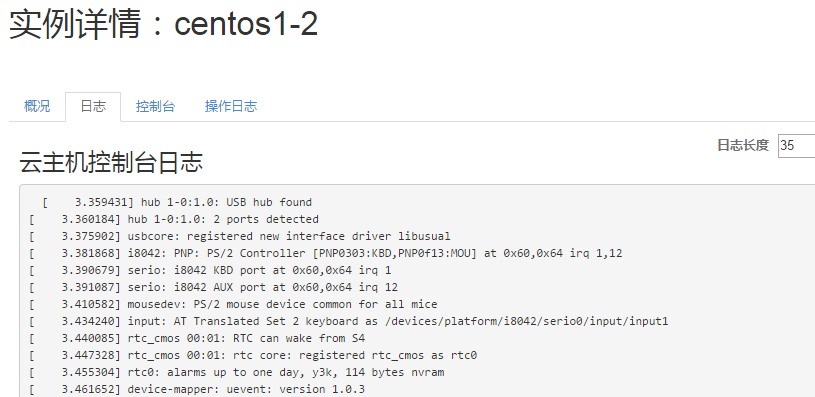 实例详情：centos1-2
概况 日志 控制台 操作日志
云主机控制台日志
日志长度 35
[    3.359431] hub 1-0:1.0: USB hub found
[    3.360184] hub 1-0:1.0: 2 ports detected
[    3.375902] usbcore: registered new interface driver libusual
[    3.381868] i8042: PNP: PS/2 Controller [PNP0303:KBD,PNP0f13:MOU] at 0x60,0x64 irq 1,12
[    3.390679] serio: i8042 KBD port at 0x60,0x64 irq 1
[    3.391087] serio: i8042 AUX port at 0x60,0x64 irq 12
[    3.410582] mousedev: PS/2 mouse device common for all mice
[    3.434240] input: AT Translated Set 2 keyboard as /devices/platform/i8042/serio0/input/input1
[    3.440085] rtc_cmos 00:01: RTC can wake from S4
[    3.447328] rtc_cmos 00:01: rtc core: registered rtc_cmos as rtc0
[    3.455304] rtc0: alarms up to one day, y3k, 114 bytes nvram
[    3.461652] device-mapper: uevent: version 1.0.3